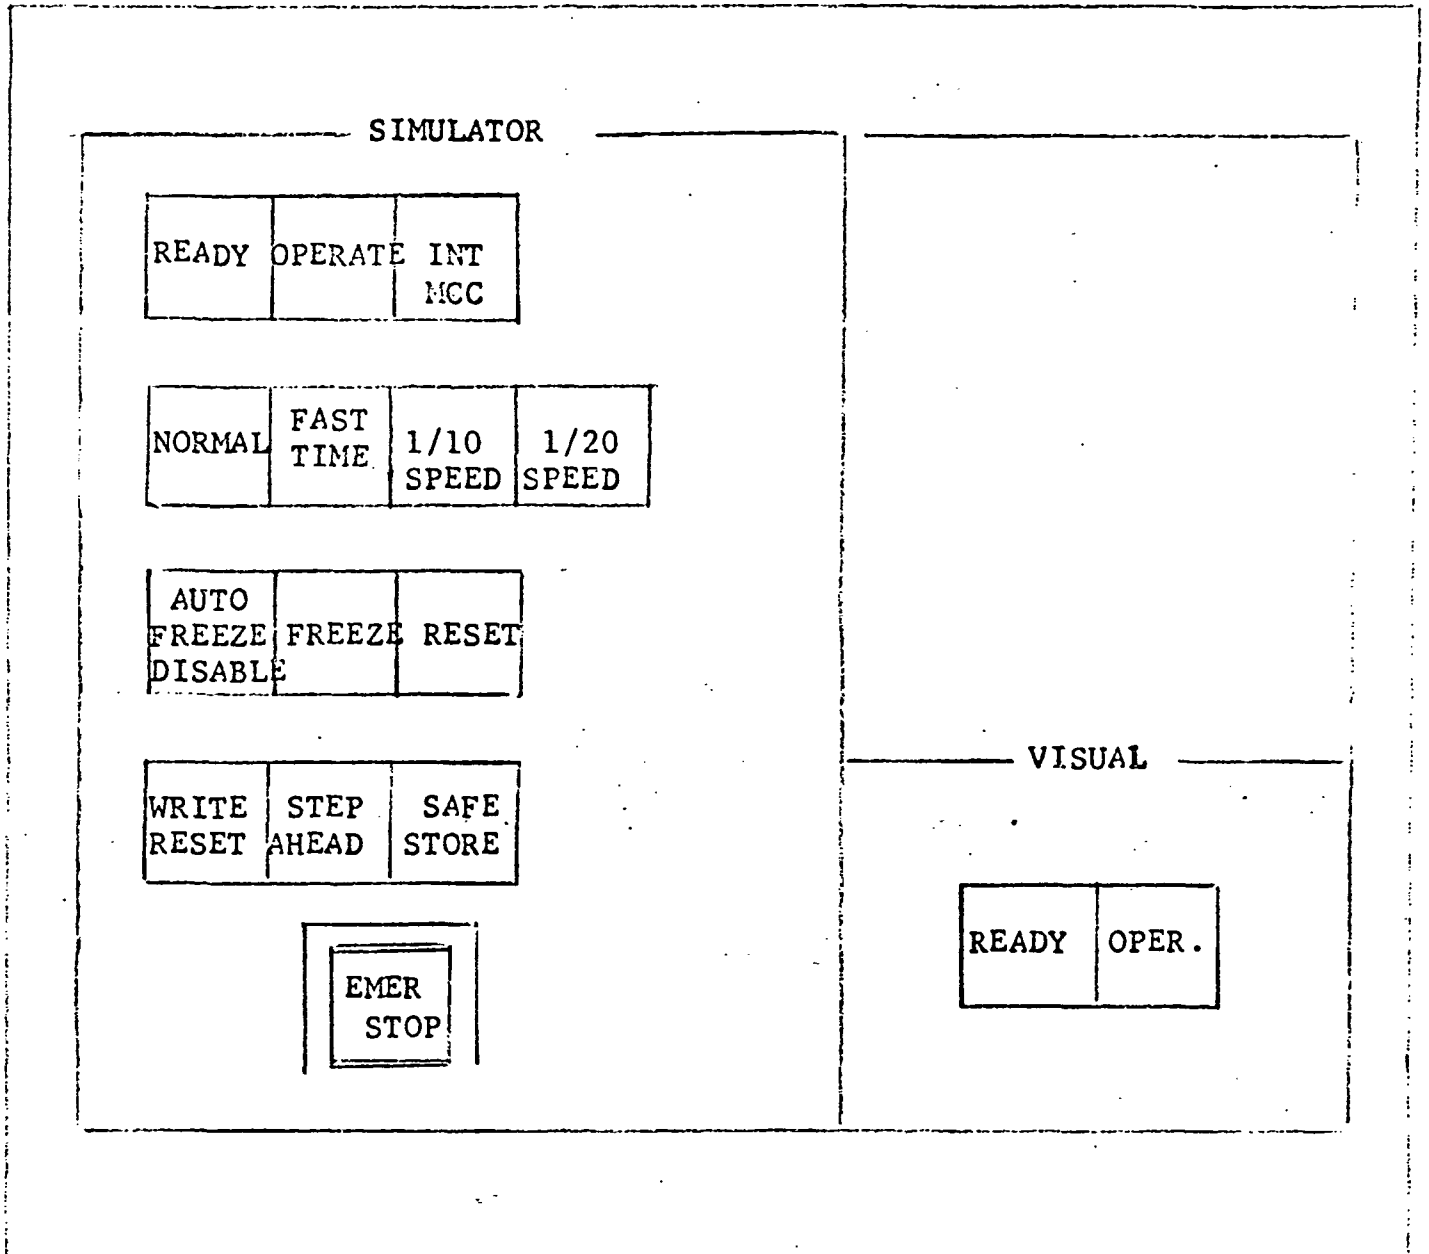 SIMULATOR
READY OPERATE INT
MCC
NORMAL FAST
TIME 1/10
SPEED 1/20
SPEED
AUTO
FREEZE
DISABLE FREEZE RESET
WRITE
RESET STEP
AHEAD SAFE
STORE
EMER
STOP
VISUAL
READY OPER.